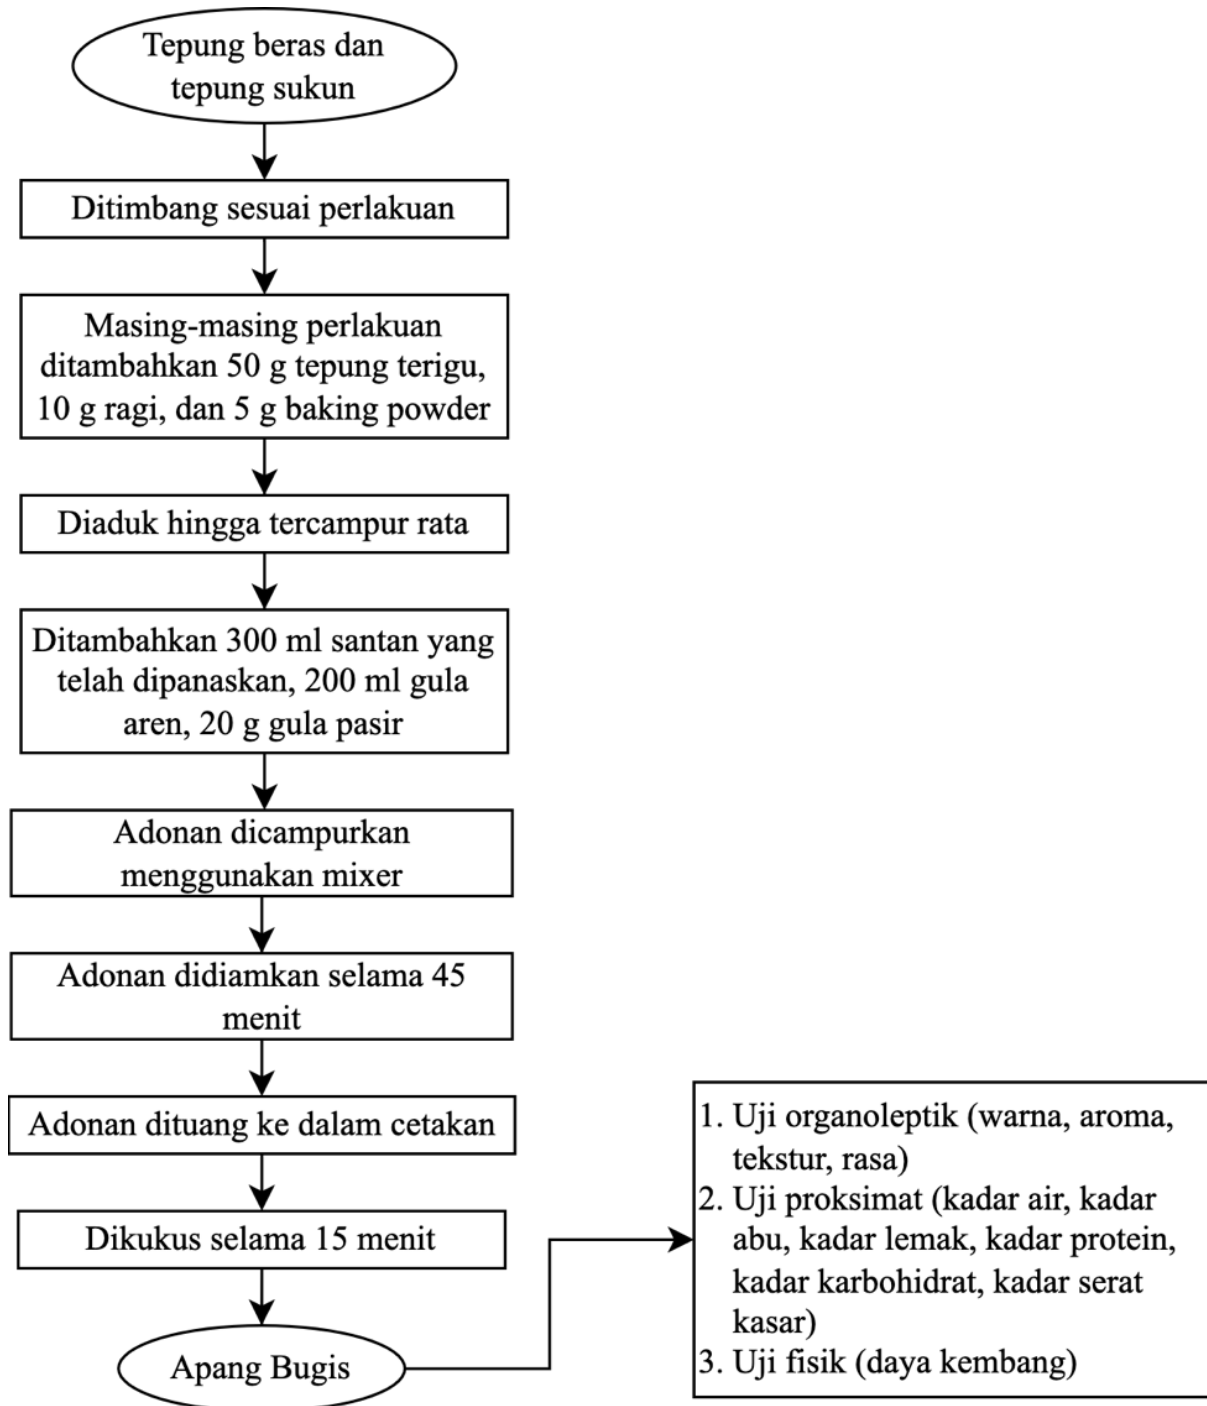 Tepung beras dan
tepung sukun
Ditimbang sesuai perlakuan
Masing-masing perlakuan
ditambahkan 50 g tepung terigu,
10 g ragi, dan 5 g baking powder
Diaduk hingga tercampur rata
Ditambahkan 300 ml santan yang
telah dipanaskan, 200 ml gula
aren, 20 g gula pasir
Adonan dicampurkan
menggunakan mixer
Adonan didiamkan selama 45
menit
Adonan dituang ke dalam cetakan
Dikukus selama 15 menit
Apang Bugis
1. Uji organoleptik (warna, aroma,
tekstur, rasa)
2. Uji proksimat (kadar air, kadar
abu, kadar lemak, kadar protein,
kadar karbohidrat, kadar serat
kasar)
3. Uji fisik (daya kembang)